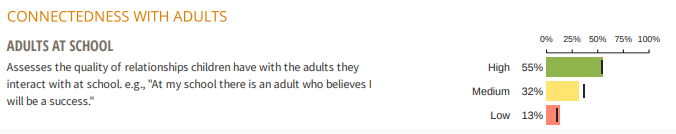 CONNECTEDNESS WITH ADULTS
ADULTS AT SCHOOL
Assesses the quality of relationships children have with the adults they
interact with at school. e.g., "At my school there is an adult who believes I
will be a success."
0% 25% 50% 75% 100%
High 55%
Medium 32%
Low 13%